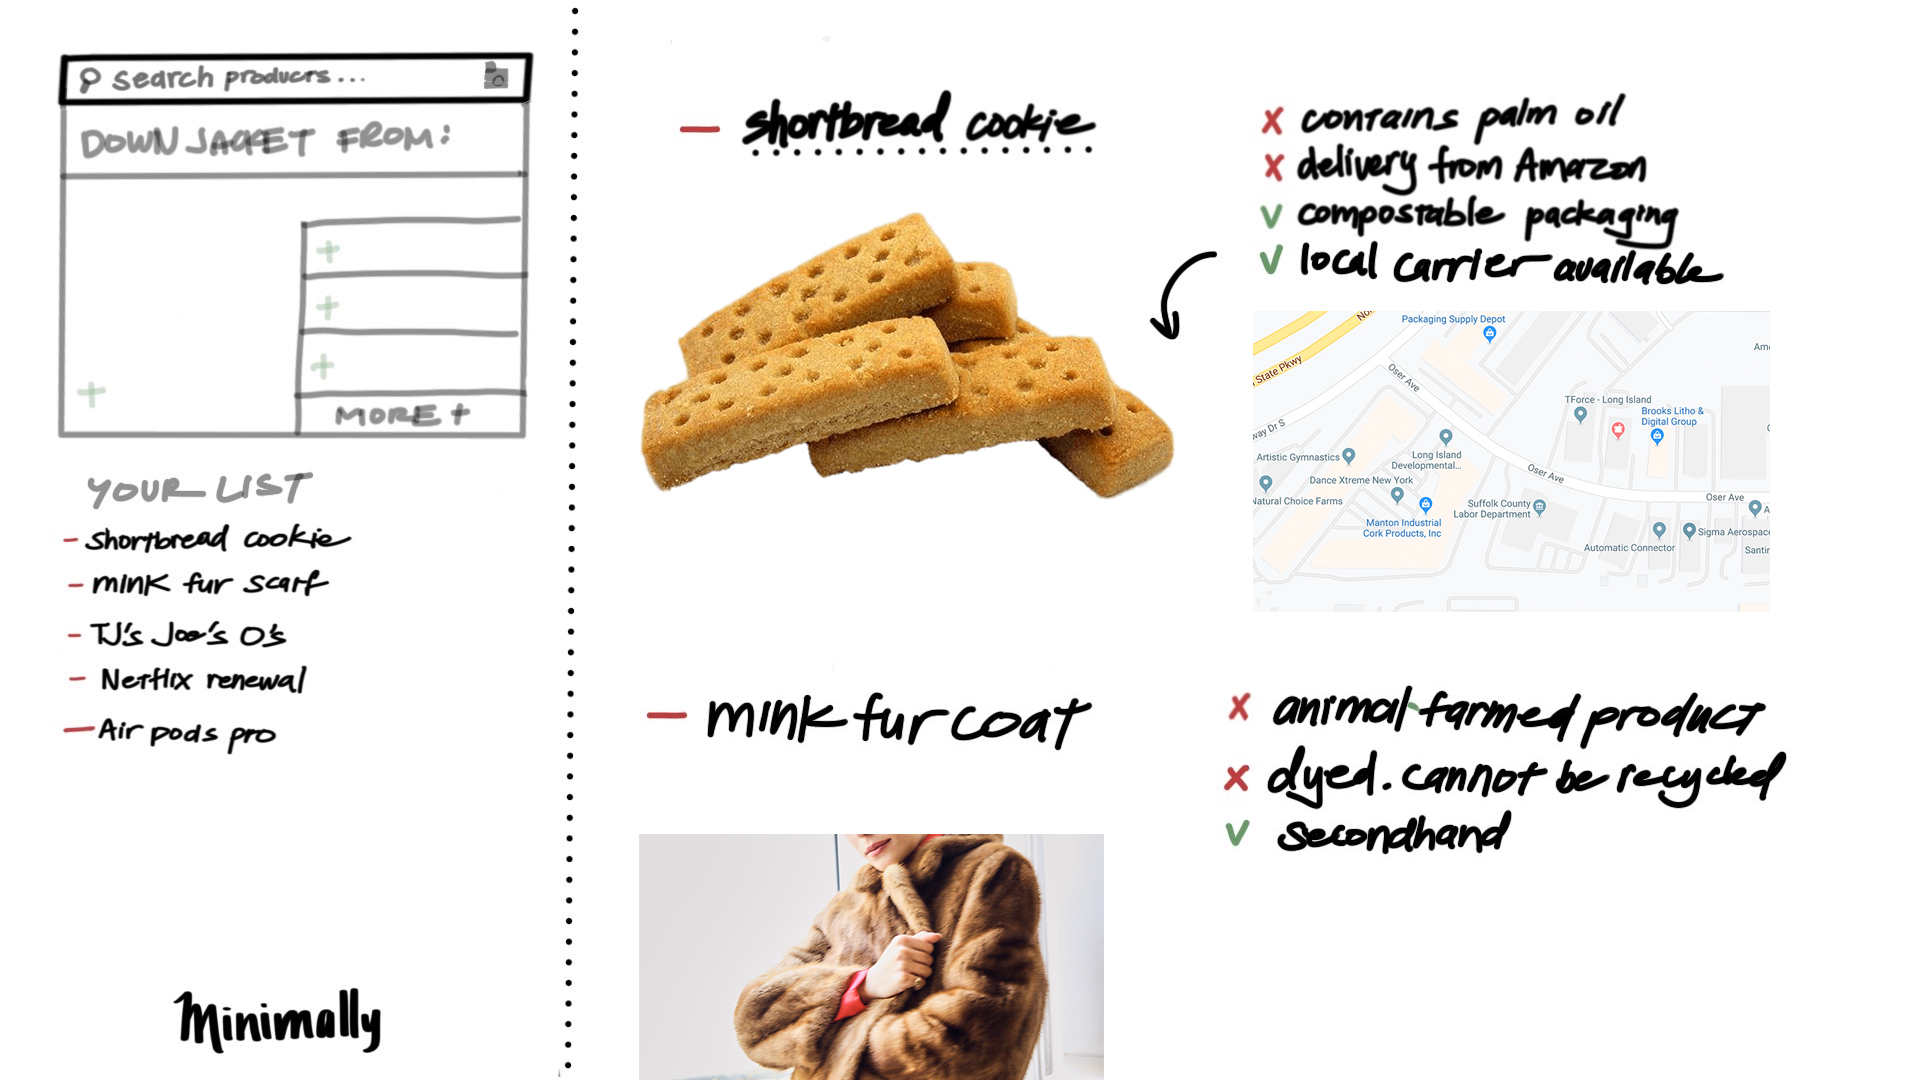 search products...
DOWN JACKET FROM:
MORE +
YOUR LIST
- shortbread cookie
- mink fur scarf
- TJ's Joe's O's
- Netflix renewal
- Air pods pro
Minimally
- shortbread cookie
x contains palm oil
x delivery from Amazon
✓ compostable packaging
✓ local carrier available
Packaging Supply Depot
State Pkwy
Oser Ave
way Dr S
TForce - Long Island
Brooks Litho &
Digital Group
Artistic Gymnastics
Long Island
Developmental...
Dance Xtreme New York
Natural Choice Farms
Manton Industrial
Cork Products, Inc
Suffolk County
Labor Department
Oser Ave
Oser Ave
Automatic Connector
Sigma Aerospace
- mink fur coat
x animal-farmed product
x dyed. cannot be recycled
✓ secondhand